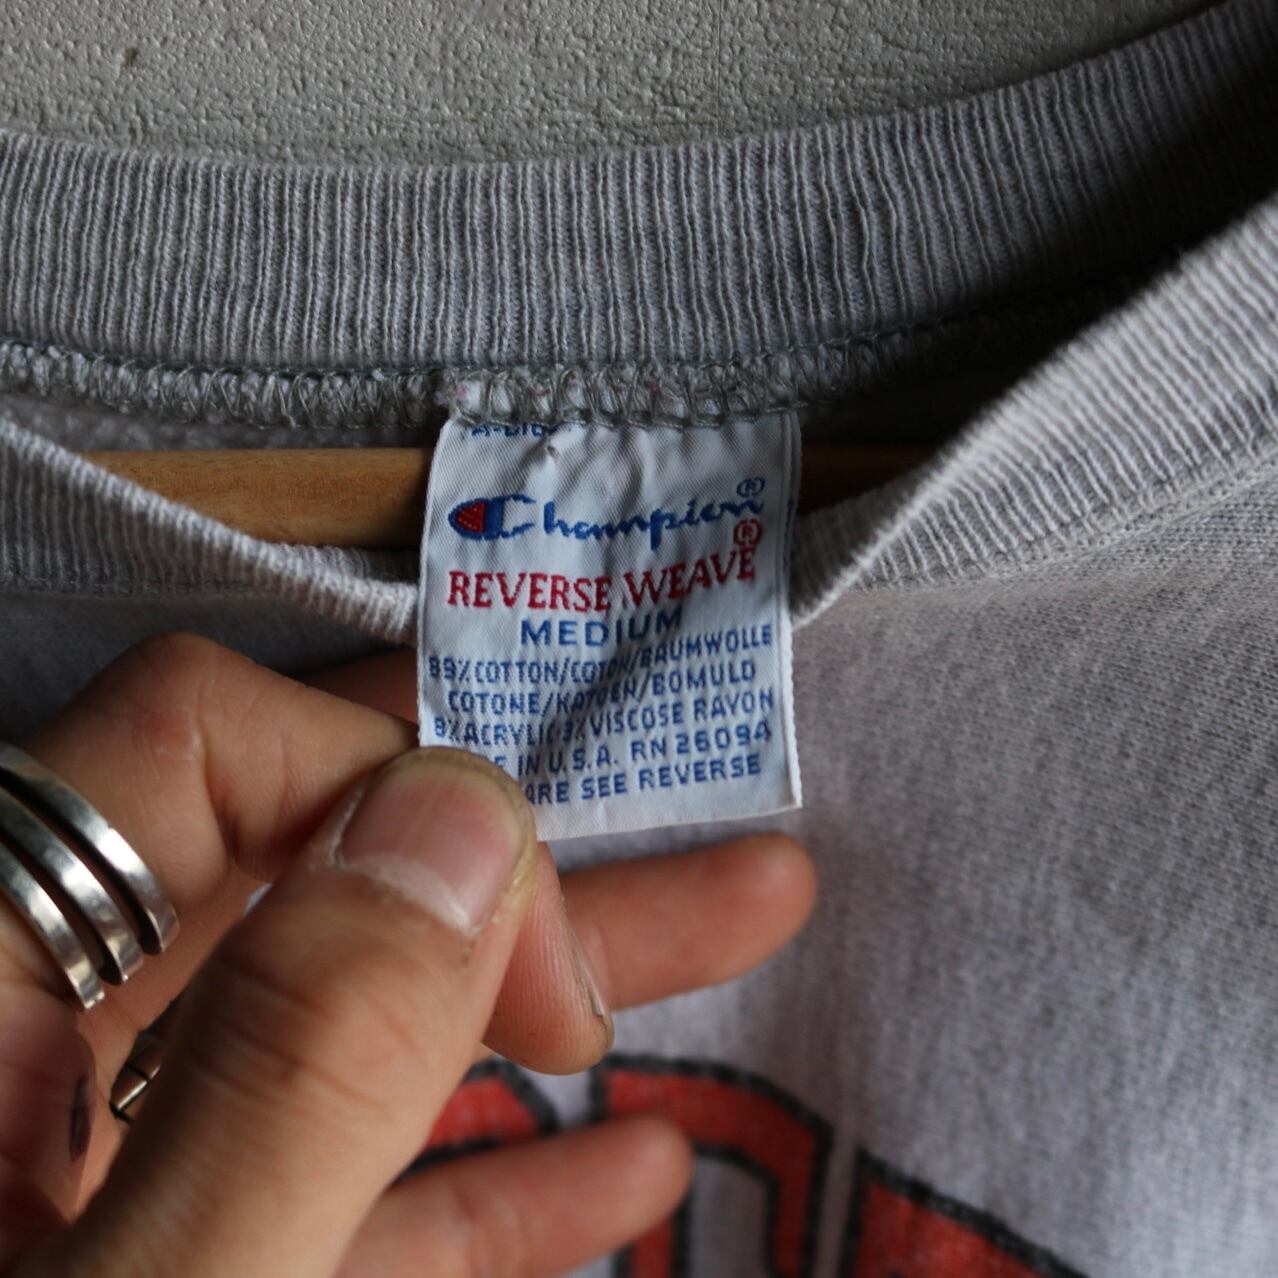 Champion®
REVERSE WEAVE®
MEDIUM
89% COTTON/COTON/BAUMWOLLE
COTONE/KATOEN/BOMULD
8% ACRYLIC 3% VISCOSE RAYON
IN U.S.A. RN 26094
SEE REVERSE